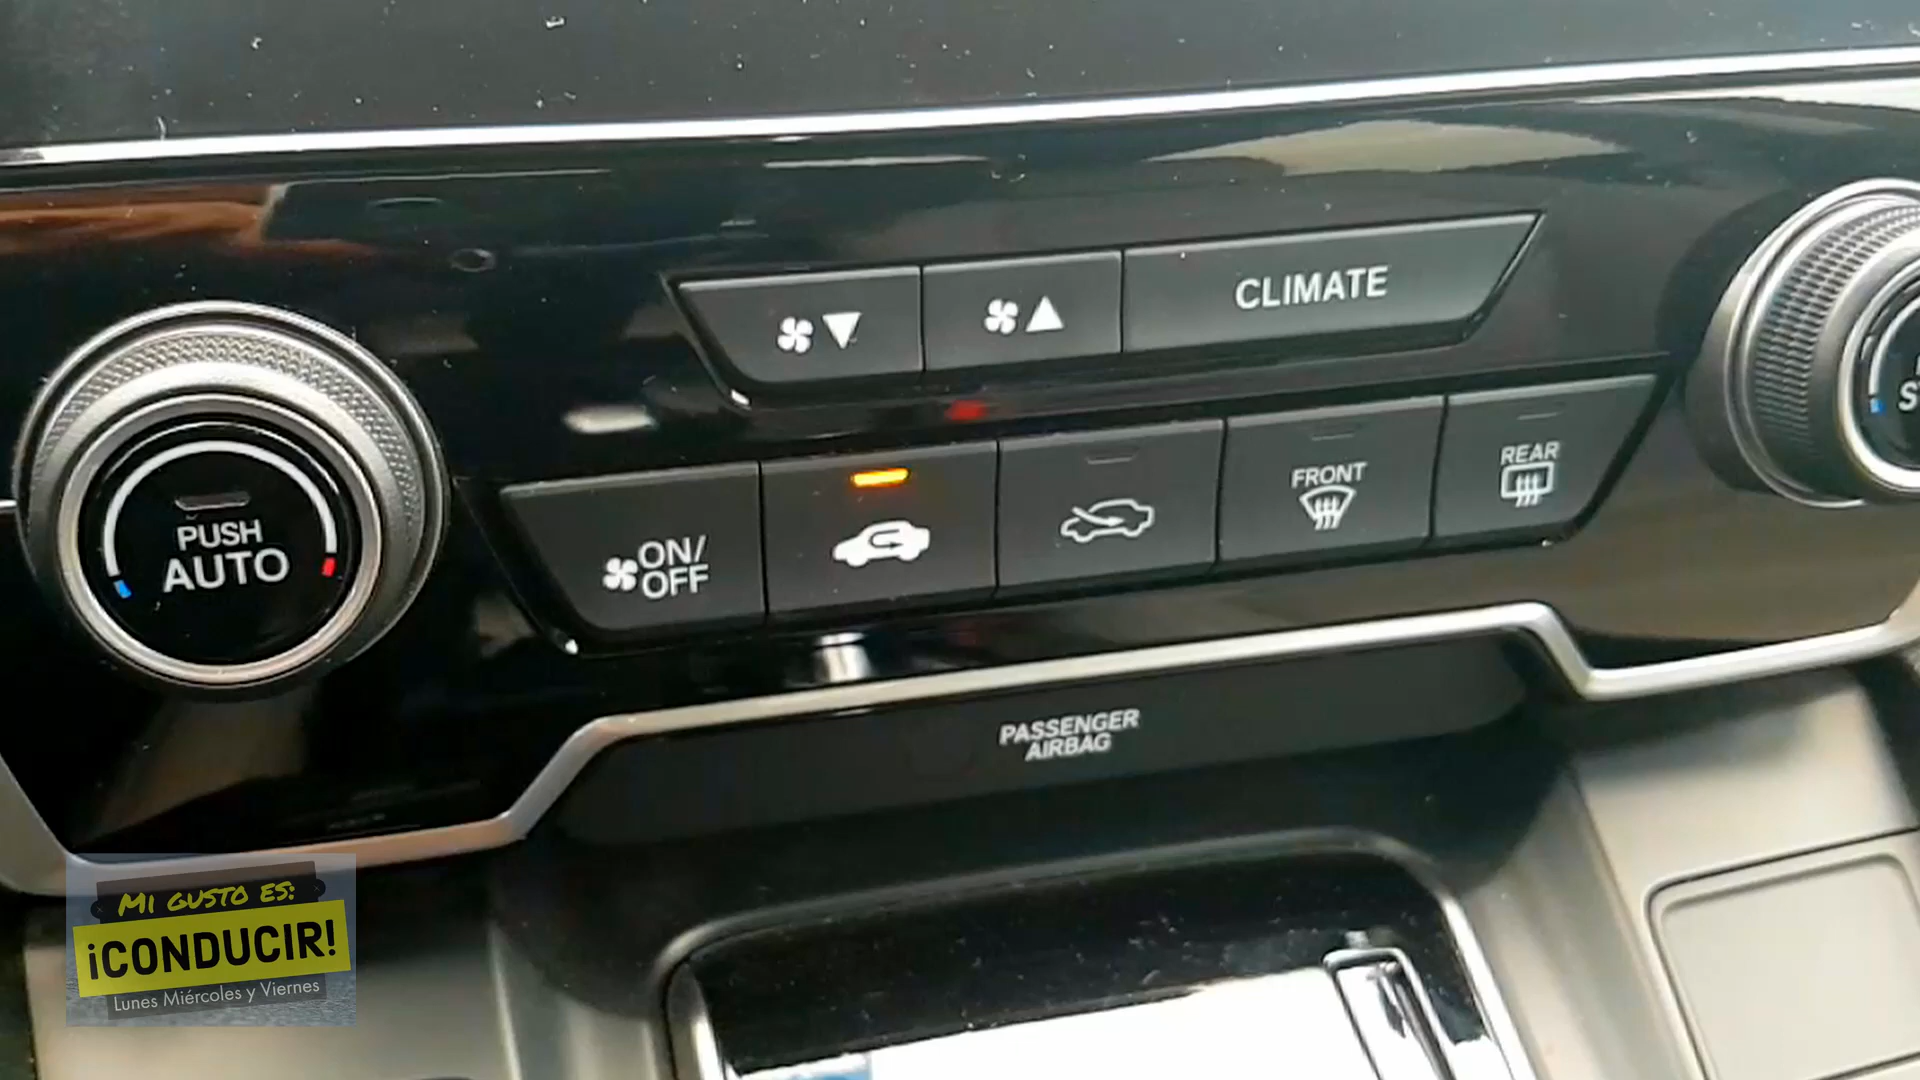 CLIMATE
PUSH
AUTO
ON/
OFF
FRONT
REAR
PASSENGER
AIRBAG
MI GUSTO ES:
¡CONDUCIR!
Lunes Miércoles y Viernes